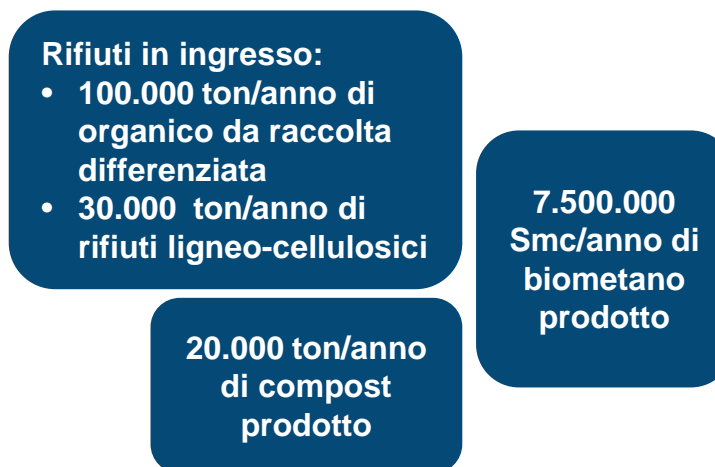 Rifiuti in ingresso:
• 100.000 ton/anno di
organico da raccolta
differenziata
• 30.000 ton/anno di
rifiuti ligneo-cellulosici
7.500.000
Smc/anno di
biometano
prodotto
20.000 ton/anno
di compost
prodotto